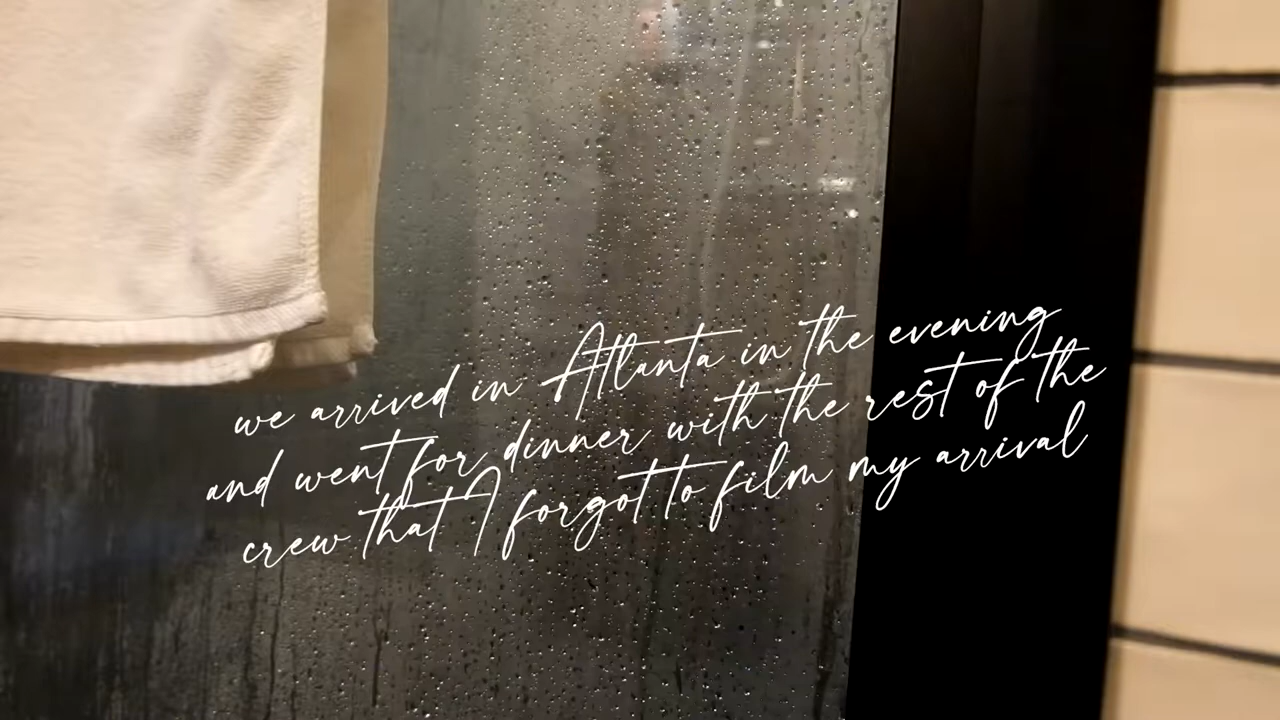 we arrived in Atlanta in the evening
and went for dinner with the rest of the
crew that I forgot to film my arrival